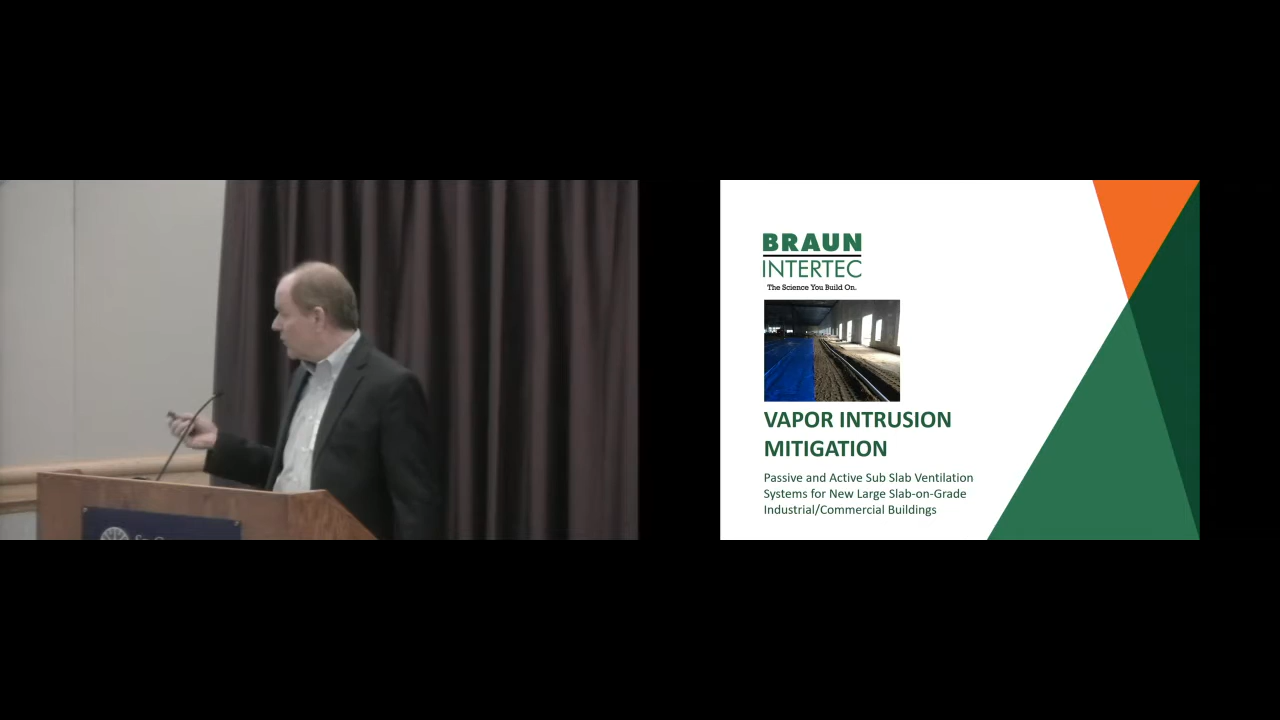 BRAUN
INTERTEC
The Science You Build On.
VAPOR INTRUSION
MITIGATION
Passive and Active Sub Slab Ventilation
Systems for New Large Slab-on-Grade
Industrial/Commercial Buildings